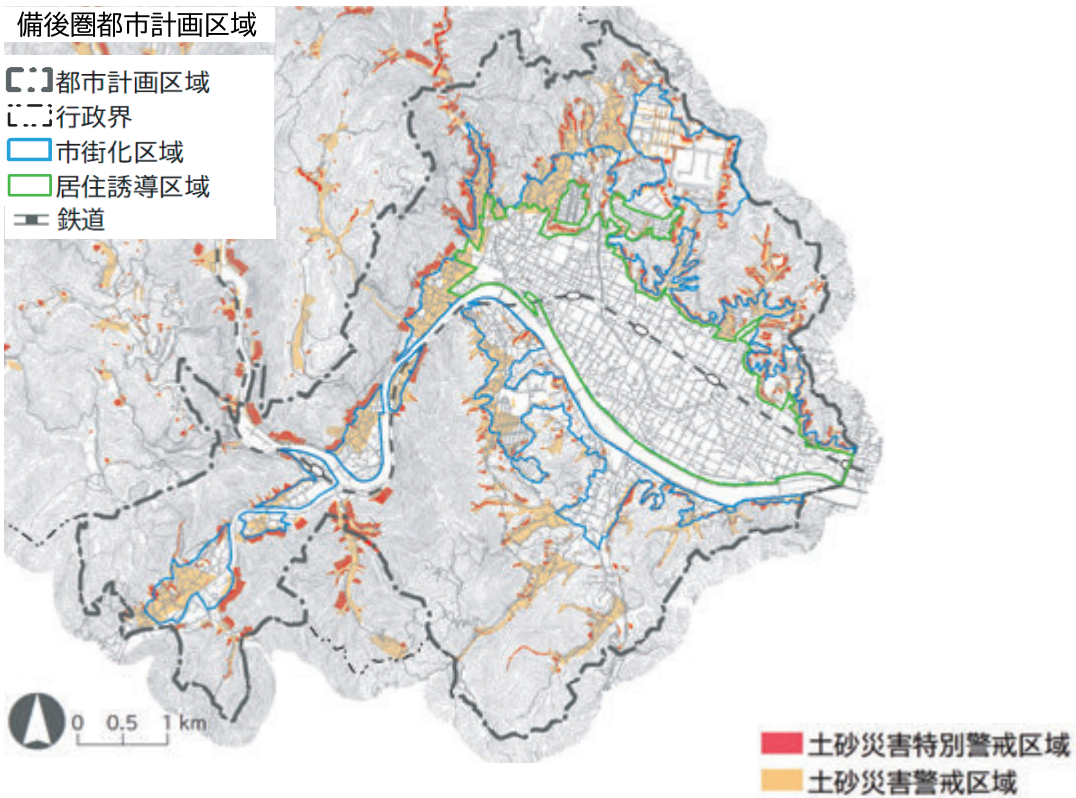 備後圏都市計画区域
都市計画区域
行政界
市街化区域
居住誘導区域
鉄道
0 0.5 1 km
土砂災害特別警戒区域
土砂災害警戒区域